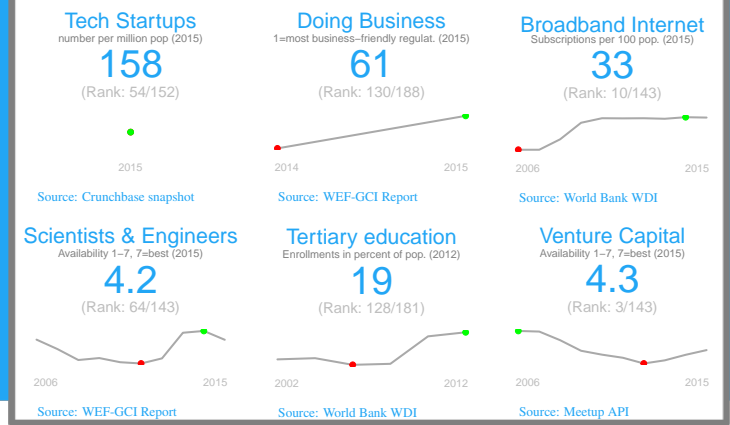 Tech Startups
number per million pop (2015)
158
(Rank: 54/152)
2015
Source: Crunchbase snapshot
Doing Business
1=most business−friendly regulat. (2015)
61
(Rank: 130/188)
2014 2015
Source: WEF-GCI Report
Broadband Internet
Subscriptions per 100 pop. (2015)
33
(Rank: 10/143)
2006 2015
Source: World Bank WDI
Scientists & Engineers
Availability 1−7, 7=best (2015)
4.2
(Rank: 64/143)
2006 2015
Source: WEF-GCI Report
Tertiary education
Enrollments in percent of pop. (2012)
19
(Rank: 128/181)
2002 2012
Source: World Bank WDI
Venture Capital
Availability 1−7, 7=best (2015)
4.3
(Rank: 3/143)
2006 2015
Source: Meetup API